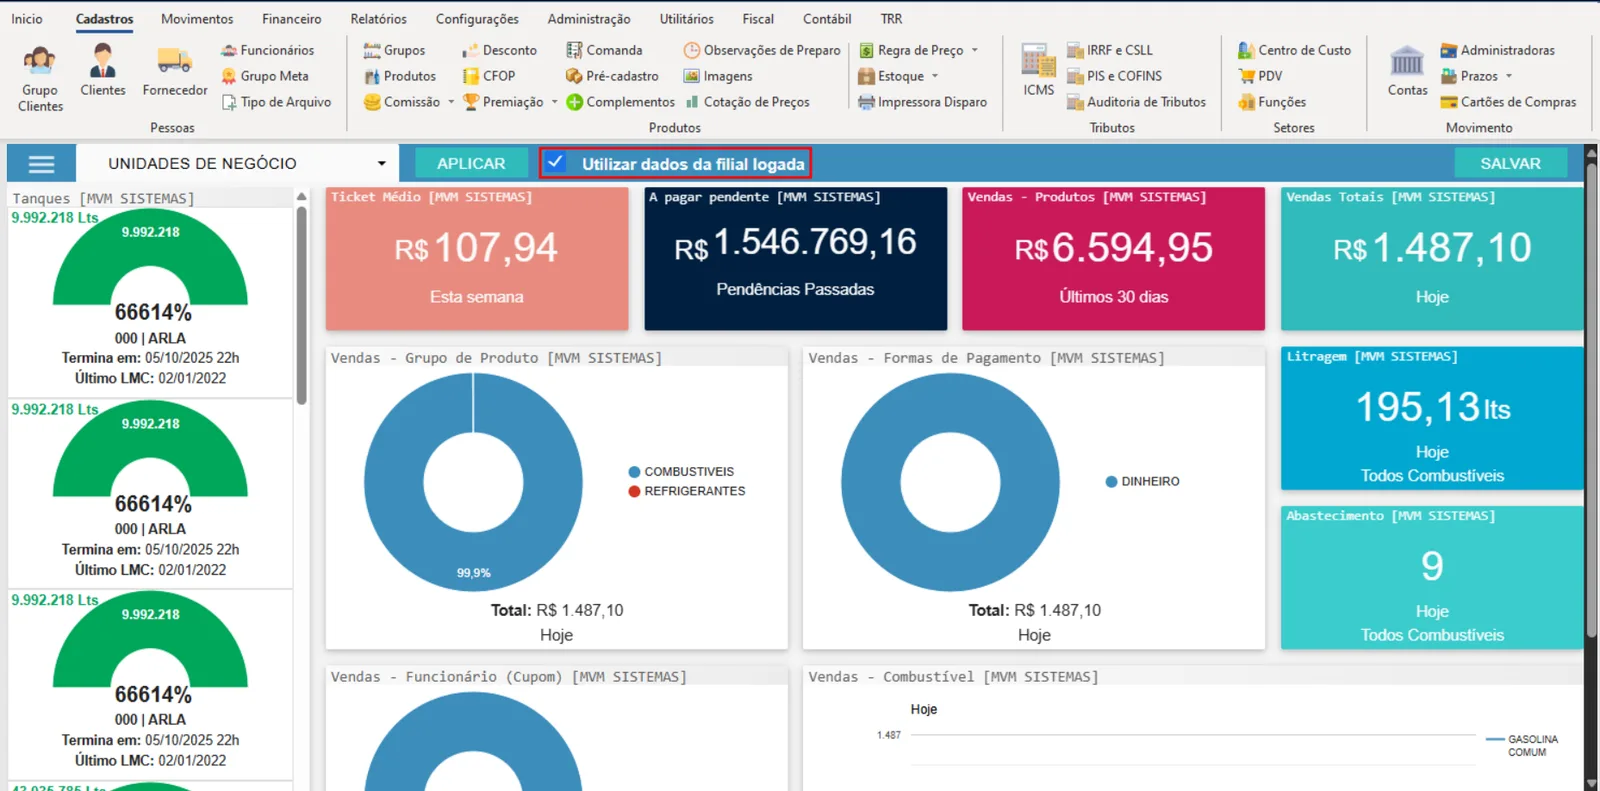 Inicio Cadastros Movimentos Financeiro Relatórios Configurações Administração Utilitários Fiscal Contábil TRR
Grupo Clientes
Clientes
Fornecedor
Funcionários
Grupo Meta
Tipo de Arquivo
Pessoas
Grupos
Produtos
Comissão
Desconto
CFOP
Premiação
Comanda
Pré-cadastro
Complementos
Observações de Preparo
Imagens
Cotação de Preços
Regra de Preço
Estoque
Impressora Disparo
Produtos
ICMS
IRRF e CSLL
PIS e COFINS
Auditoria de Tributos
Tributos
Centro de Custo
PDV
Funções
Setores
Contas
Administradoras
Prazos
Cartões de Compras
Movimento
UNIDADES DE NEGÓCIO APLICAR Utilizar dados da filial logada SALVAR
Tanques [MVM SISTEMAS]
9.992.218 Lts
9.992.218
66614%
000 | ARLA
Termina em: 05/10/2025 22h
Último LMC: 02/01/2022
9.992.218 Lts
9.992.218
66614%
000 | ARLA
Termina em: 05/10/2025 22h
Último LMC: 02/01/2022
9.992.218 Lts
9.992.218
66614%
000 | ARLA
Termina em: 05/10/2025 22h
Último LMC: 02/01/2022
Ticket Médio [MVM SISTEMAS]
R$ 107,94
Esta semana
A pagar pendente [MVM SISTEMAS]
R$ 1.546.769,16
Pendências Passadas
Vendas - Produtos [MVM SISTEMAS]
R$ 6.594,95
Últimos 30 dias
Vendas Totais [MVM SISTEMAS]
R$ 1.487,10
Hoje
Vendas - Grupo de Produto [MVM SISTEMAS]
COMBUSTIVEIS
REFRIGERANTES
99,9%
Total: R$ 1.487,10
Hoje
Vendas - Formas de Pagamento [MVM SISTEMAS]
DINHEIRO
Total: R$ 1.487,10
Hoje
Litragem [MVM SISTEMAS]
195,13 lts
Hoje
Todos Combustíveis
Abastecimento [MVM SISTEMAS]
9
Hoje
Todos Combustíveis
Vendas - Funcionário (Cupom) [MVM SISTEMAS]
Vendas - Combustível [MVM SISTEMAS]
Hoje
1.487
GASOLINA
COMUM